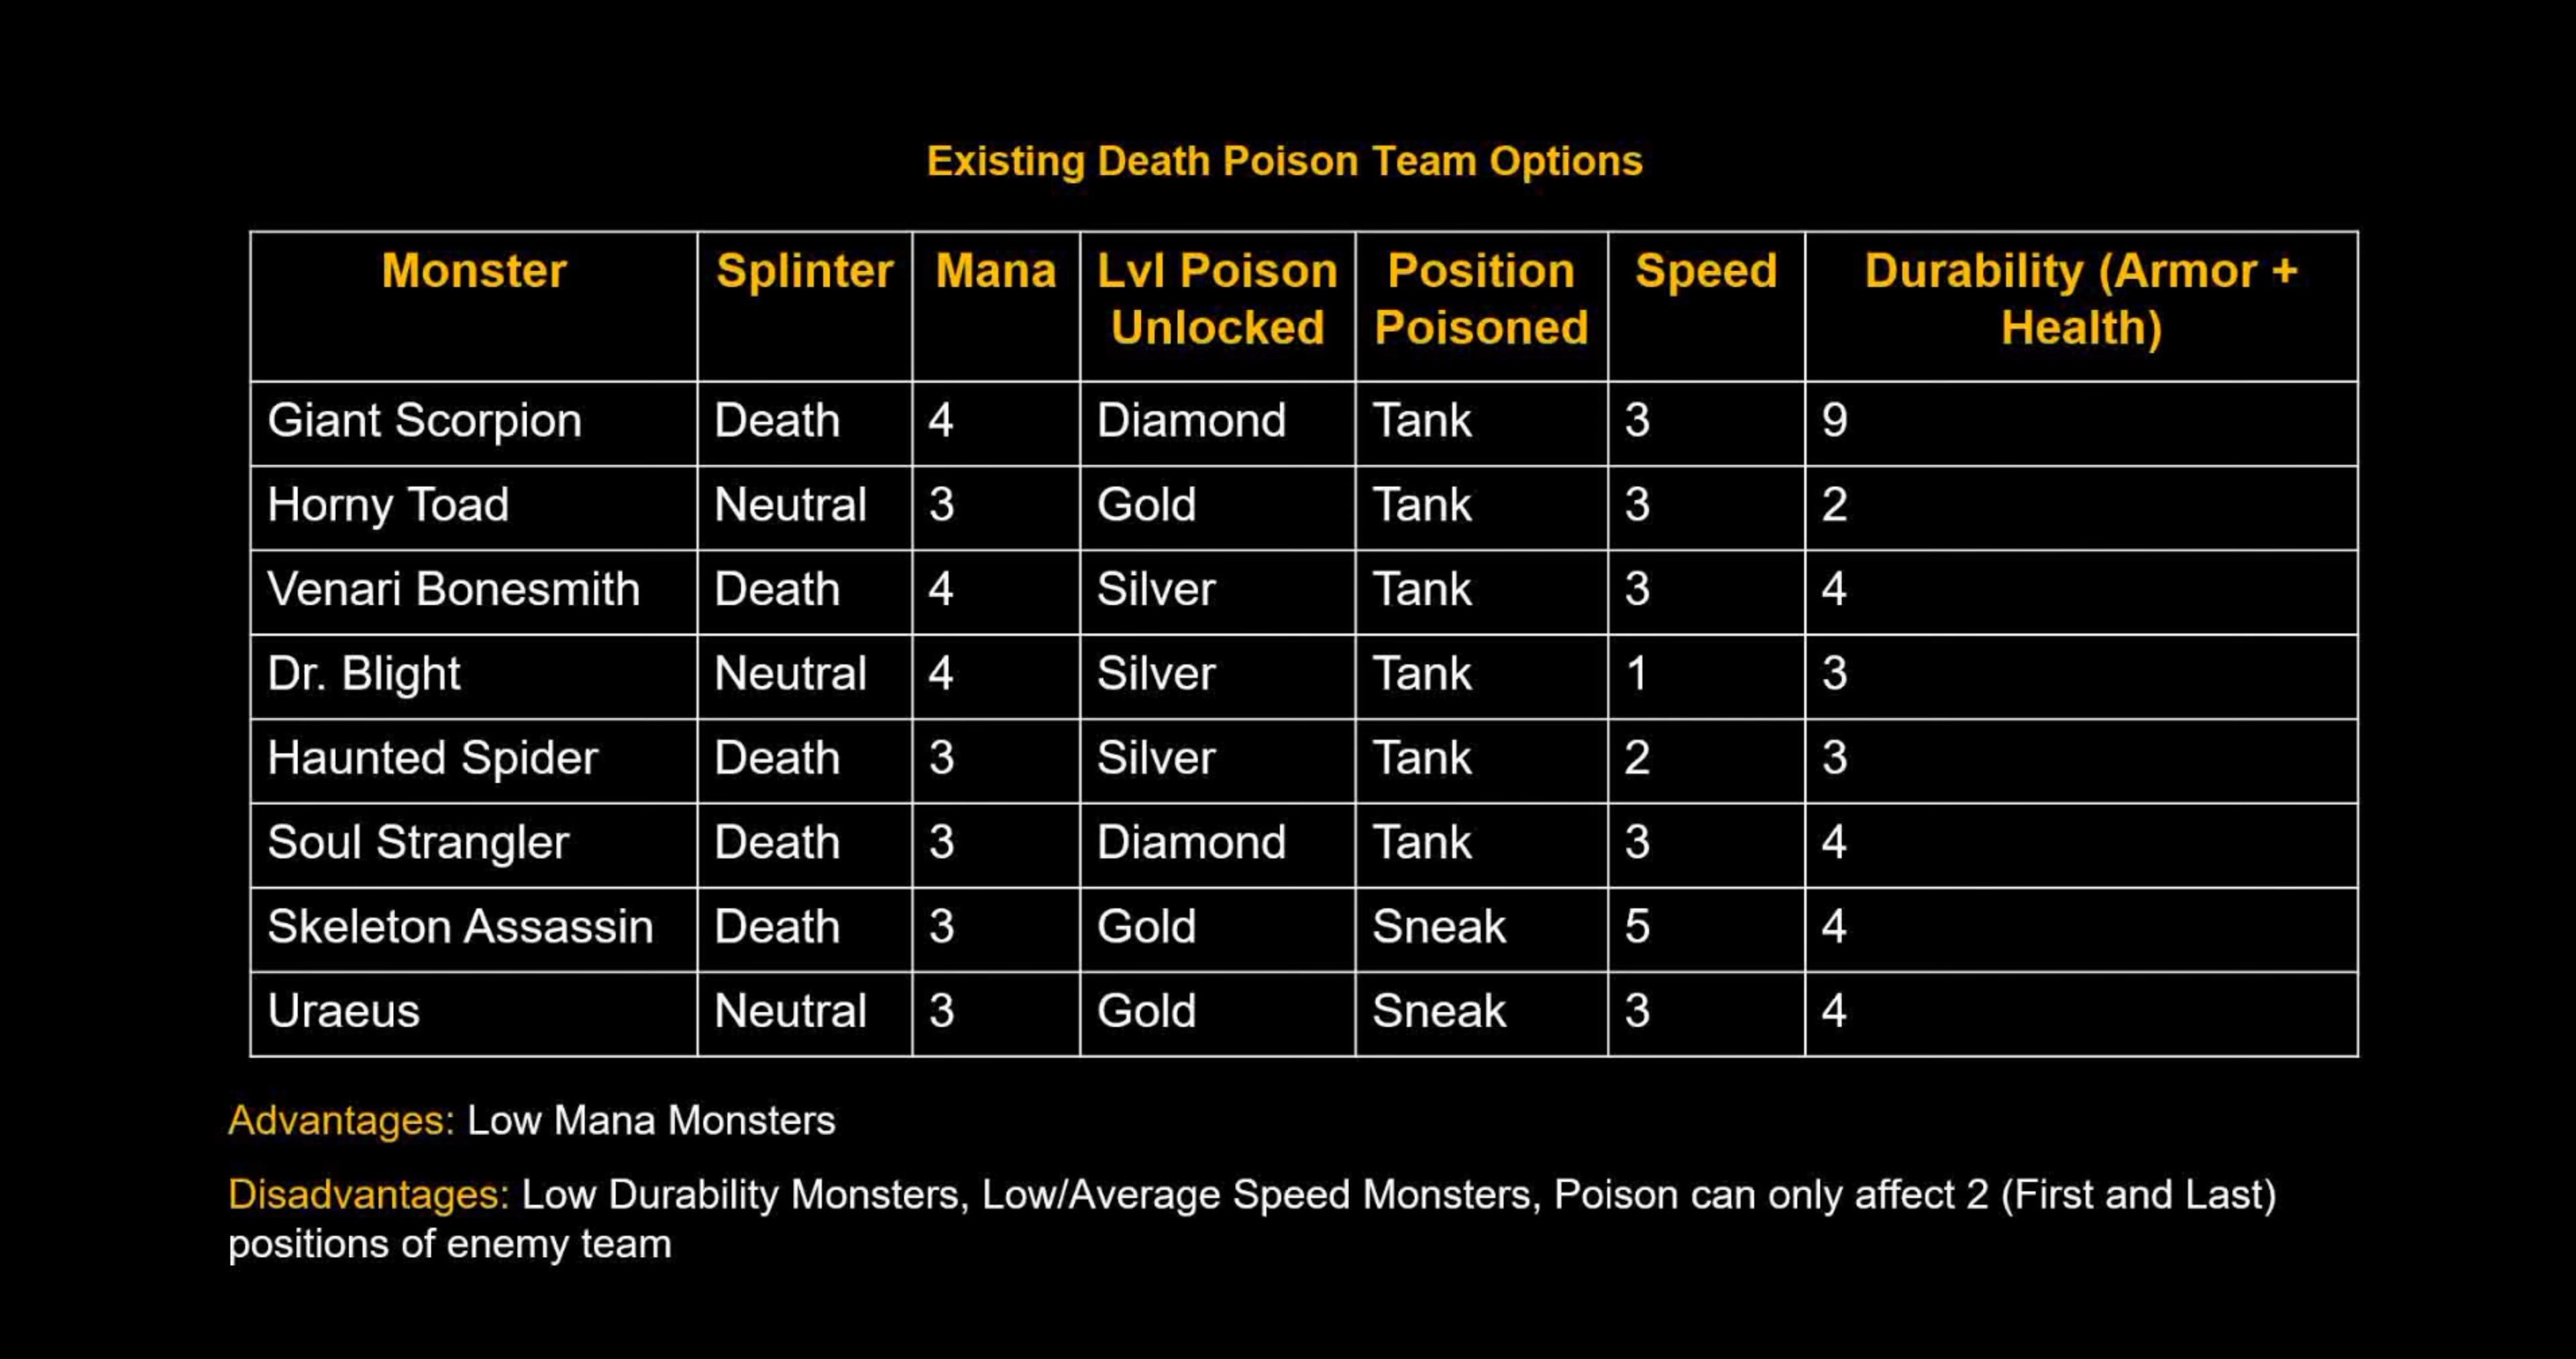 Existing Death Poison Team Options
Monster Splinter Mana Lvl Poison Unlocked Position Poisoned Speed Durability (Armor + Health)
Giant Scorpion Death 4 Diamond Tank 3 9
Horny Toad Neutral 3 Gold Tank 3 2
Venari Bonesmith Death 4 Silver Tank 3 4
Dr. Blight Neutral 4 Silver Tank 1 3
Haunted Spider Death 3 Silver Tank 2 3
Soul Strangler Death 3 Diamond Tank 3 4
Skeleton Assassin Death 3 Gold Sneak 5 4
Uraeus Neutral 3 Gold Sneak 3 4
Advantages: Low Mana Monsters
Disadvantages: Low Durability Monsters, Low/Average Speed Monsters, Poison can only affect 2 (First and Last)
positions of enemy team